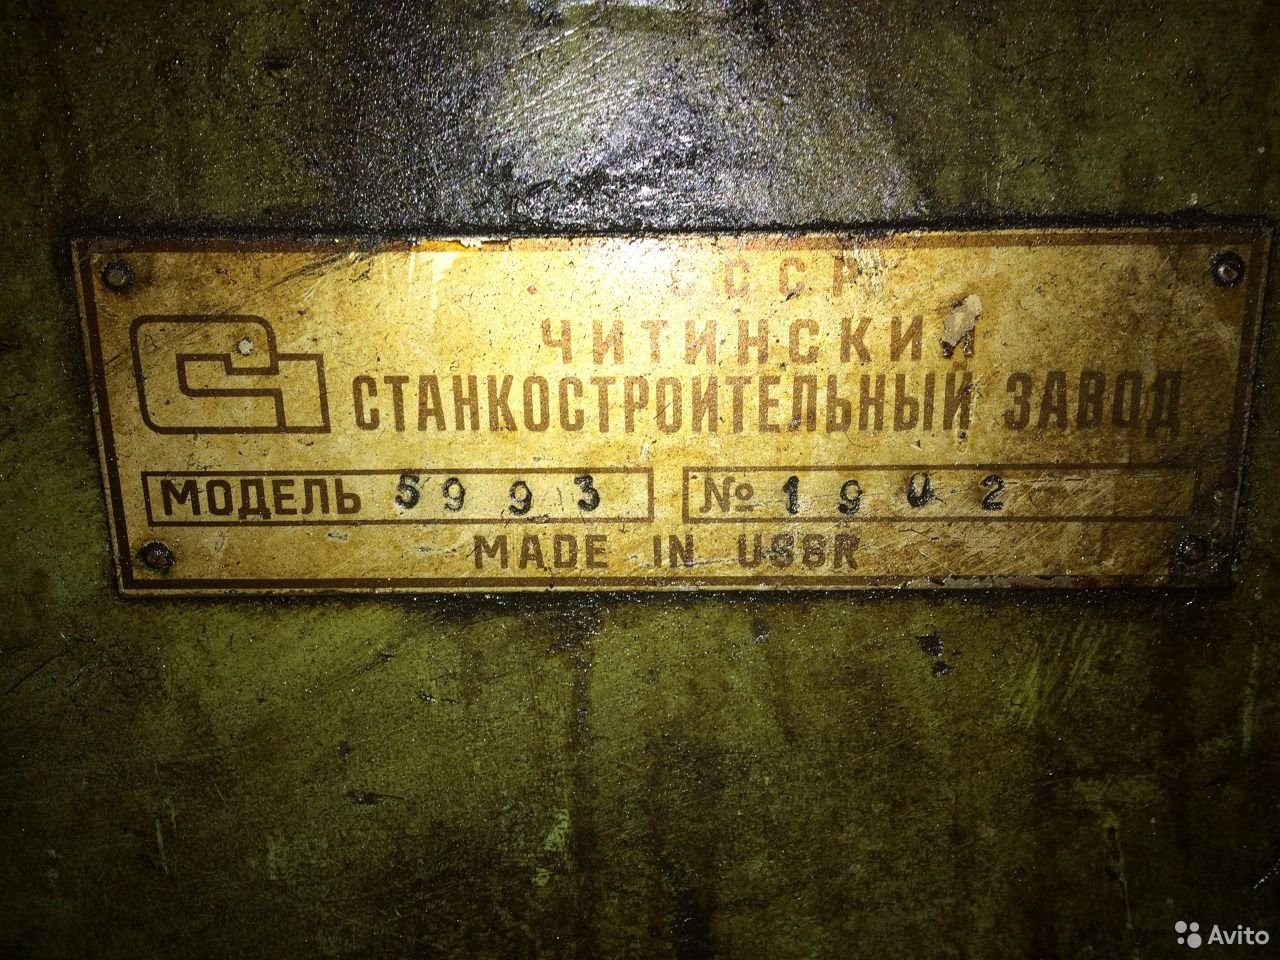 СССР
ЧИТИНСКИЙ
СТАНКОСТРОИТЕЛЬНЫЙ ЗАВОД
МОДЕЛЬ 5993 № 1902
MADE IN USSR
Avito